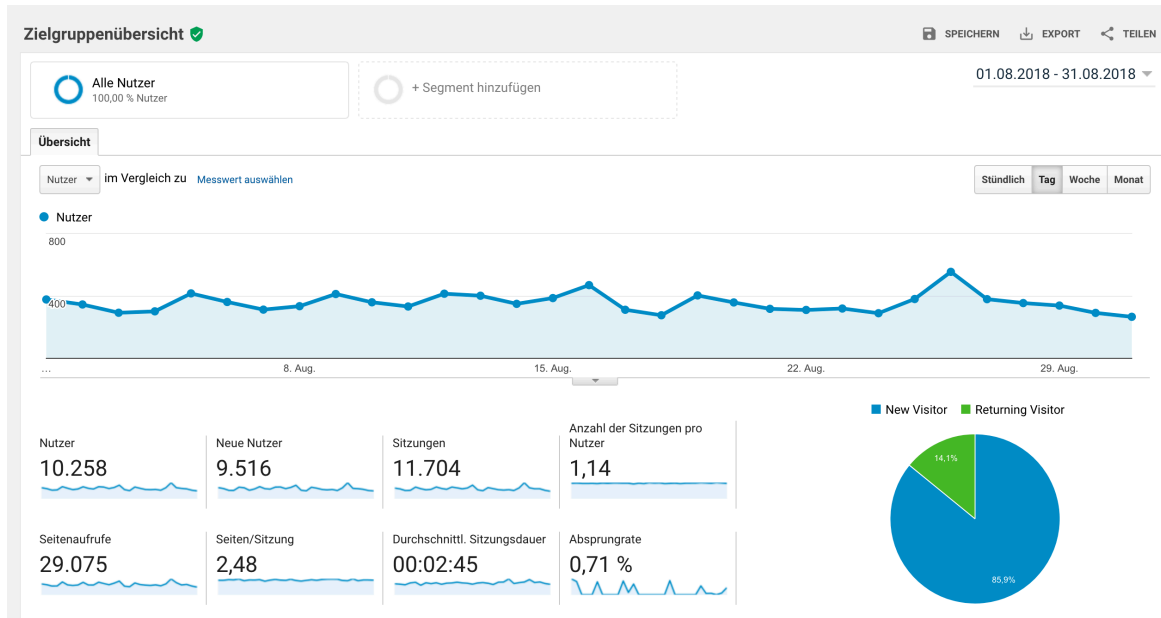 Zielgruppenübersicht
SPEICHERN EXPORT TEILEN
Alle Nutzer
100,00 % Nutzer
+ Segment hinzufügen
01.08.2018 - 31.08.2018
Übersicht
Nutzer im Vergleich zu Messwert auswählen
Stündlich Tag Woche Monat
Nutzer
800
400
... 8. Aug. 15. Aug. 22. Aug. 29. Aug.
New Visitor Returning Visitor
Nutzer
10.258
Neue Nutzer
9.516
Sitzungen
11.704
Anzahl der Sitzungen pro
Nutzer
1,14
14,1%
85,9%
Seitenaufrufe
29.075
Seiten/Sitzung
2,48
Durchschnittl. Sitzungsdauer
00:02:45
Absprungrate
0,71 %